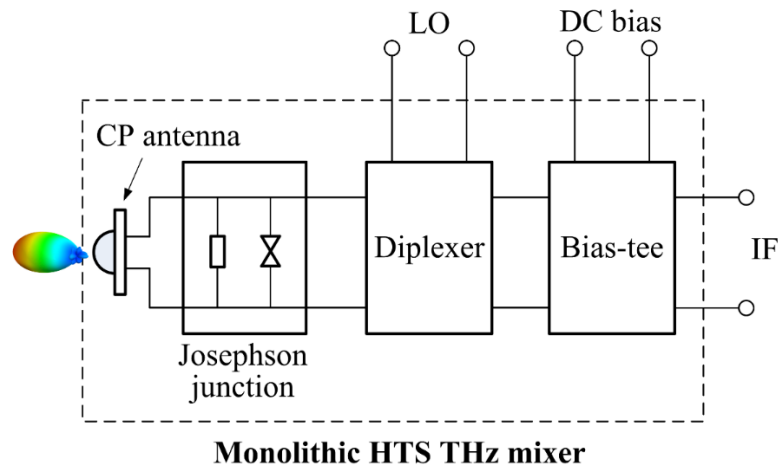 LO
DC bias
CP antenna
Diplexer
Bias-tee
IF
Josephson
junction
Monolithic HTS THz mixer